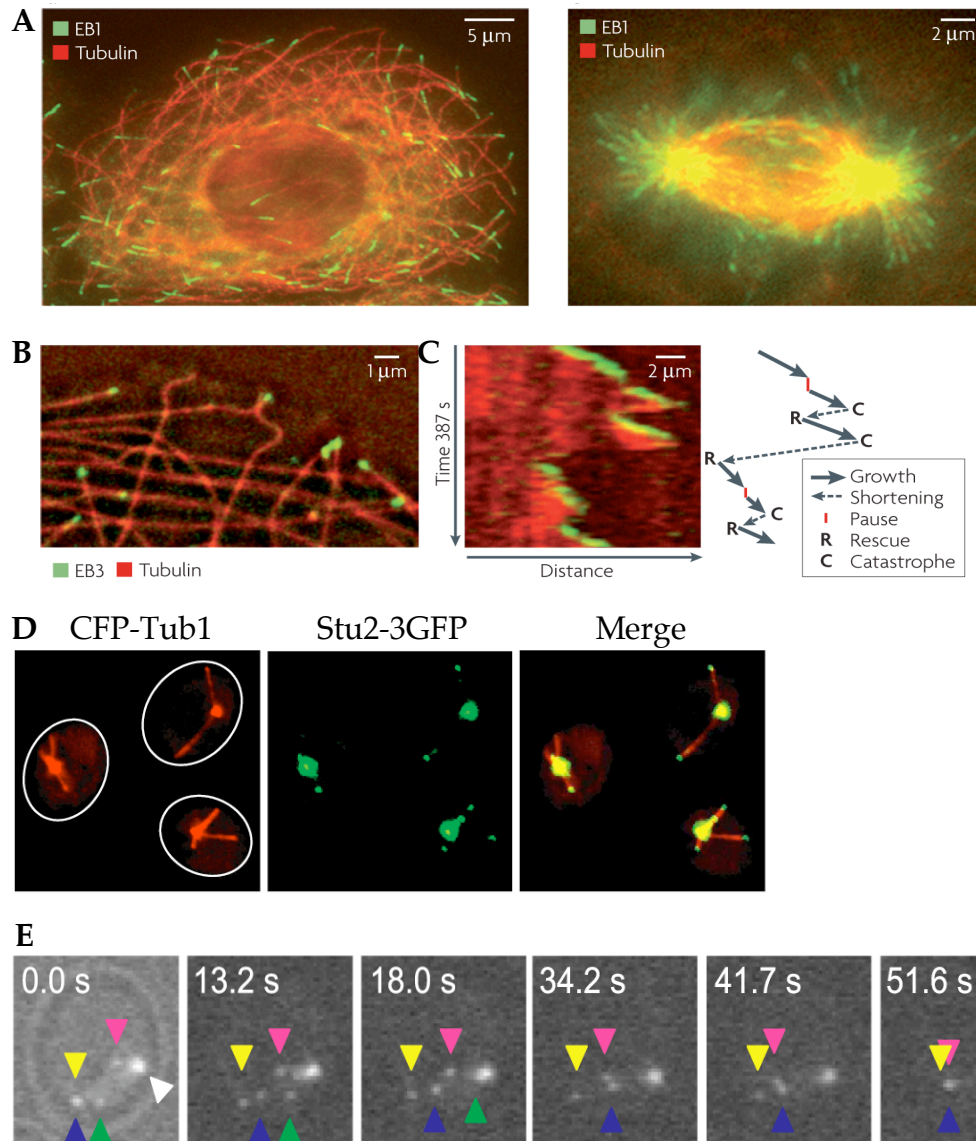 A
EB1
Tubulin
5 μm
EB1
Tubulin
2 μm
B
1 μm
EB3 Tubulin
C
Time 387 s
2 μm
Distance
C
R
C
R
C
R
Growth
Shortening
Pause
R Rescue
C Catastrophe
D CFP-Tub1 Stu2-3GFP Merge
E
0.0 s 13.2 s 18.0 s 34.2 s 41.7 s 51.6 s